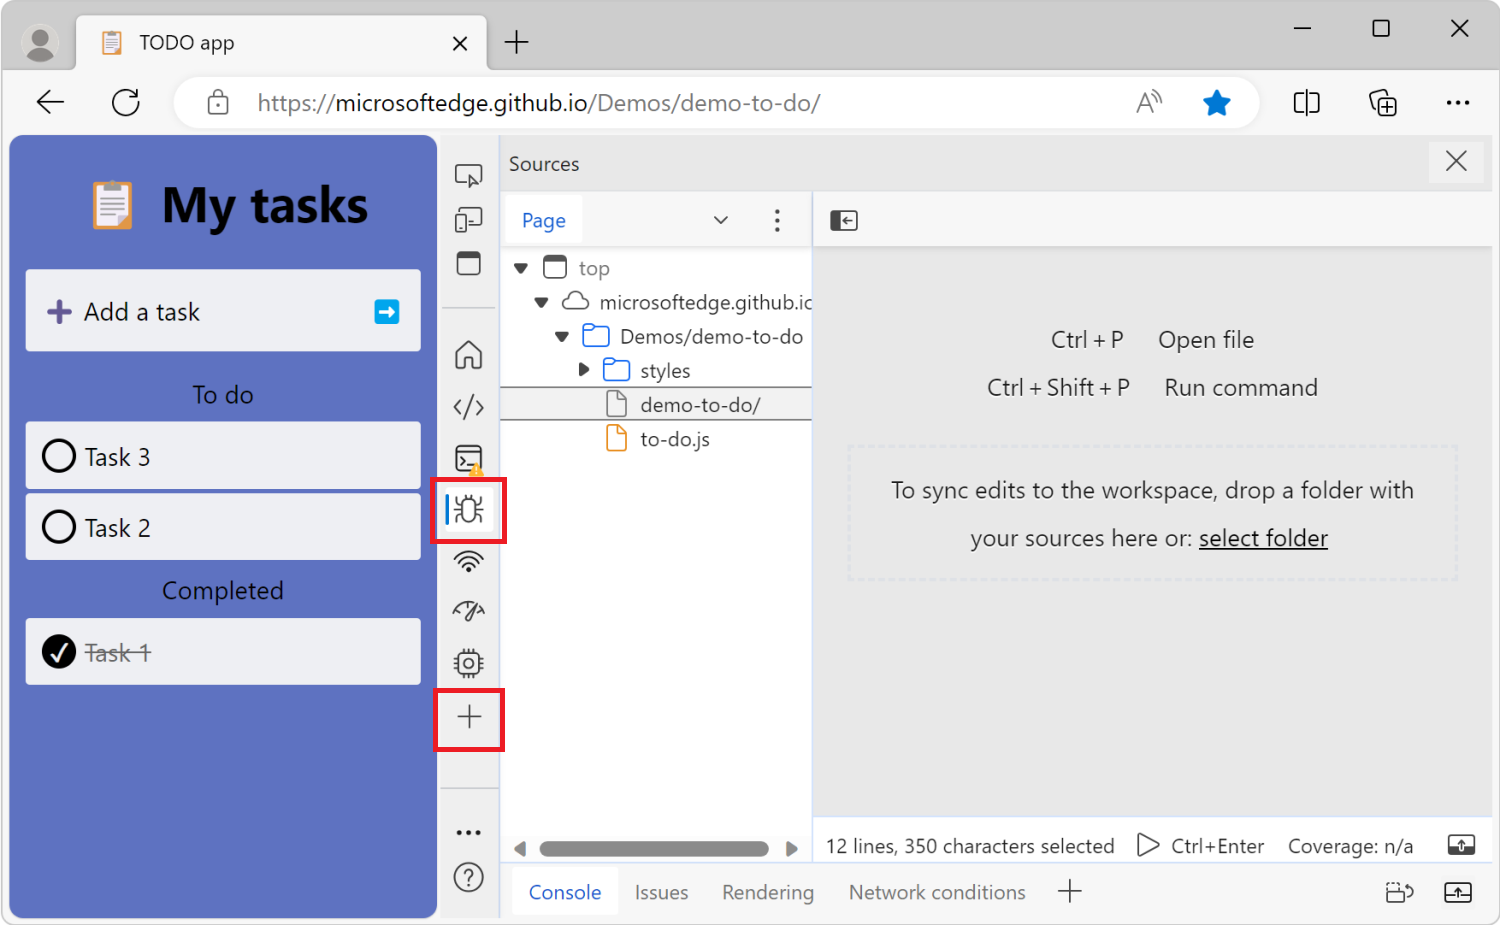 TODO app
https://microsoftedge.github.io/Demos/demo-to-do/
My tasks
Add a task
To do
Task 3
Task 2
Completed
Task 1
Sources
Page
top
microsoftedge.github.io
Demos/demo-to-do
styles
demo-to-do/
to-do.js
Ctrl + P Open file
Ctrl + Shift + P Run command
To sync edits to the workspace, drop a folder with
your sources here or: select folder
12 lines, 350 characters selected Ctrl+Enter Coverage: n/a
Console Issues Rendering Network conditions